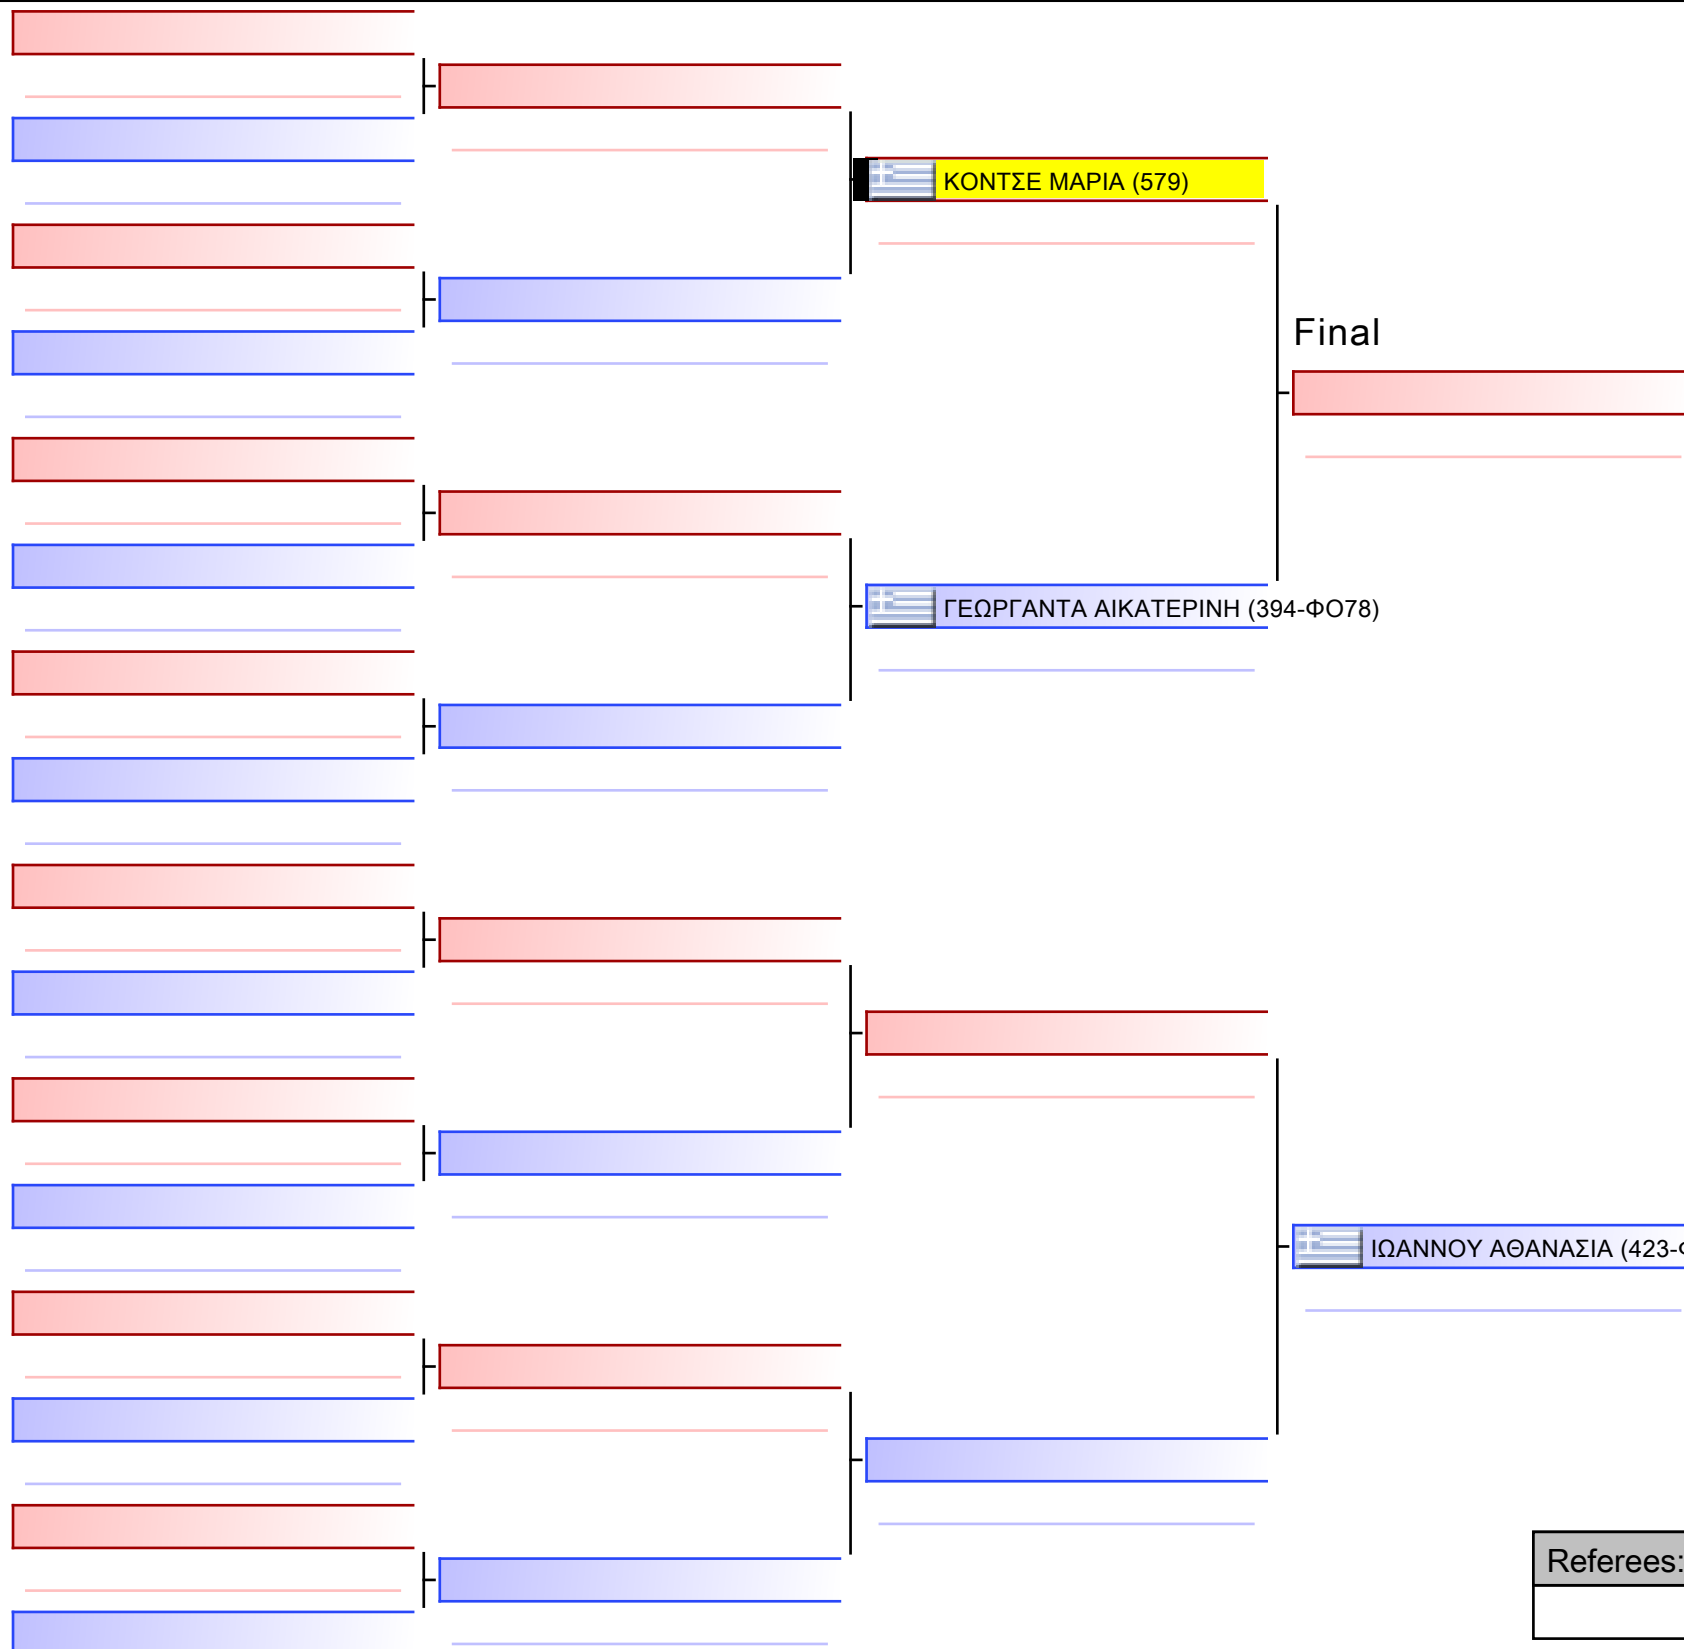 ΚΟΝΤΣΕ ΜΑΡΙΑ (579)
Final
ΓΕΩΡΓΑΝΤΑ ΑΙΚΑΤΕΡΙΝΗ (394-ΦΟ78)
ΙΩΑΝΝΟΥ ΑΘΑΝΑΣΙΑ (423-
Referees: